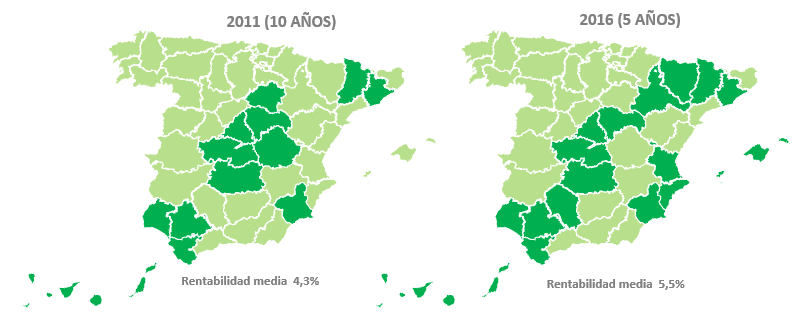 2011 (10 AÑOS)
2016 (5 AÑOS)
Rentabilidad media 4,3%
Rentabilidad media 5,5%